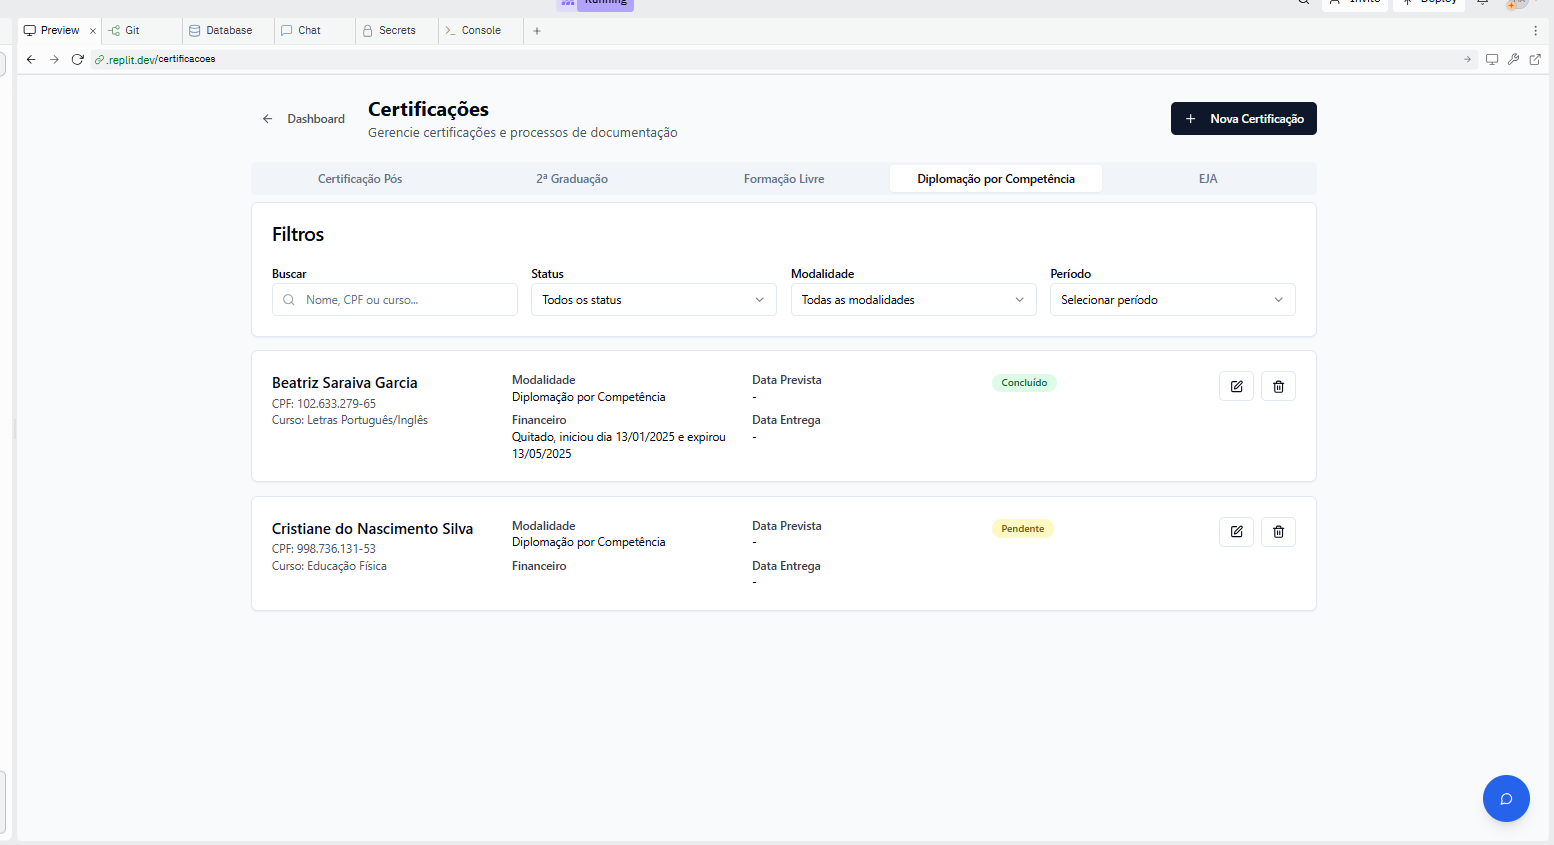 Running
Invite
Deploy
Preview
Git
Database
Chat
Secrets
Console
.replit.dev/certificacoes
Dashboard
Certificações
Gerencie certificações e processos de documentação
Nova Certificação
Certificação Pós
2ª Graduação
Formação Livre
Diplomação por Competência
EJA
Filtros
Buscar
Nome, CPF ou curso...
Status
Todos os status
Modalidade
Todas as modalidades
Período
Selecionar período
Beatriz Saraiva Garcia
CPF: 102.633.279-65
Curso: Letras Português/Inglês
Modalidade
Diplomação por Competência
Financeiro
Quitado, iniciou dia 13/01/2025 e expirou
13/05/2025
Data Prevista
-
Data Entrega
-
Concluído
Cristiane do Nascimento Silva
CPF: 998.736.131-53
Curso: Educação Física
Modalidade
Diplomação por Competência
Financeiro
Data Prevista
-
Data Entrega
-
Pendente